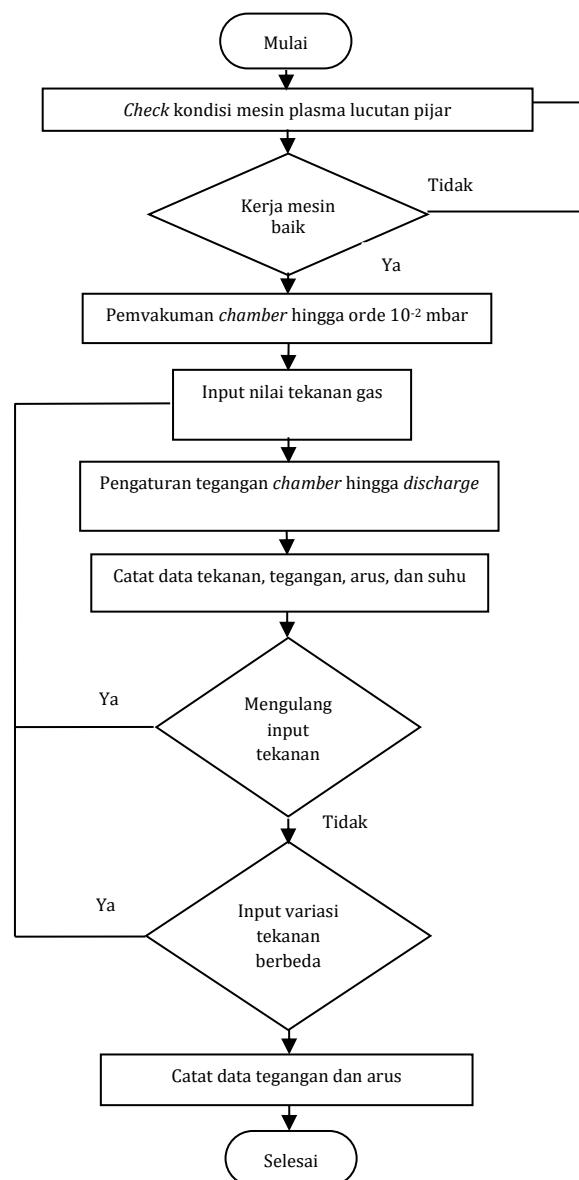 Mulai
Check kondisi mesin plasma lucutan pijar
Tidak
Kerja mesin
baik
Ya
Pemvakuman chamber hingga orde 10⁻² mbar
Input nilai tekanan gas
Pengaturan tegangan chamber hingga discharge
Catat data tekanan, tegangan, arus, dan suhu
Ya
Mengulang
input
tekanan
Tidak
Ya
Input variasi
tekanan
berbeda
Catat data tegangan dan arus
Selesai